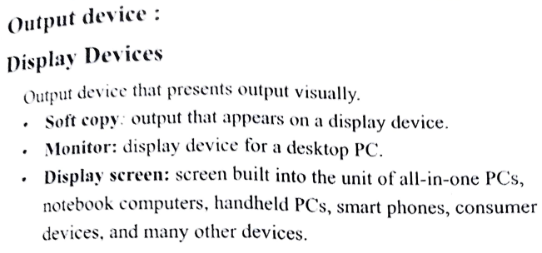 Output device :
Display Devices
Output device that presents output visually.
• Soft copy: output that appears on a display device.
• Monitor: display device for a desktop PC.
• Display screen: screen built into the unit of all-in-one PCs,
notebook computers, handheld PCs, smart phones, consumer
devices, and many other devices.